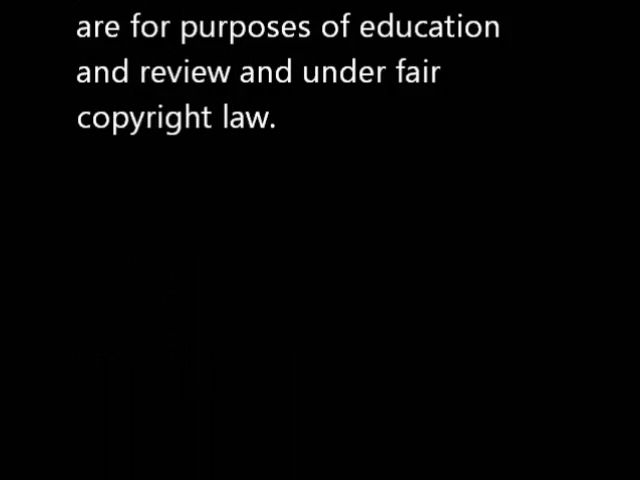 are for purposes of education
and review and under fair
copyright law.